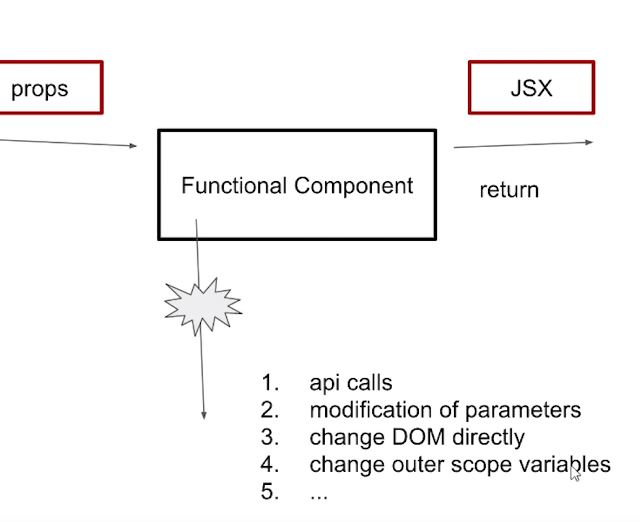 props
JSX
Functional Component
return
1. api calls
2. modification of parameters
3. change DOM directly
4. change outer scope variables
5. ...